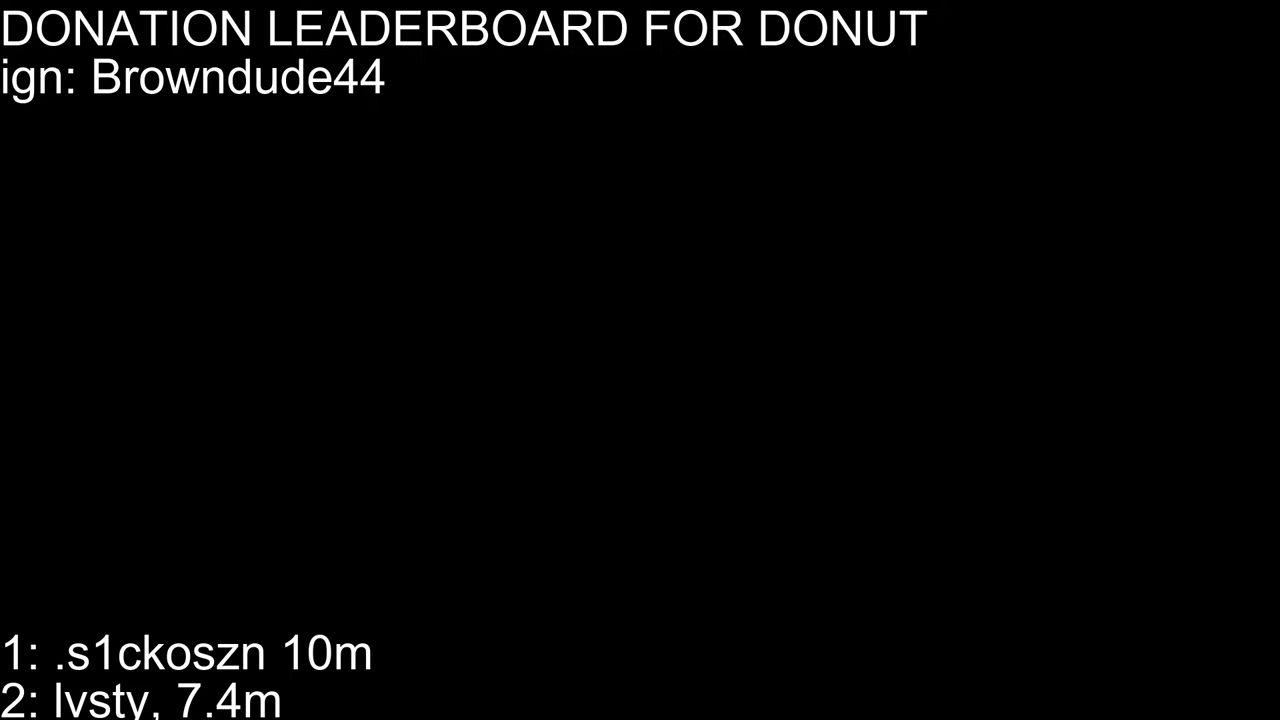 DONATION LEADERBOARD FOR DONUT
ign: Browndude44
1: .s1ckoszn 10m
2: lvsty, 7.4m